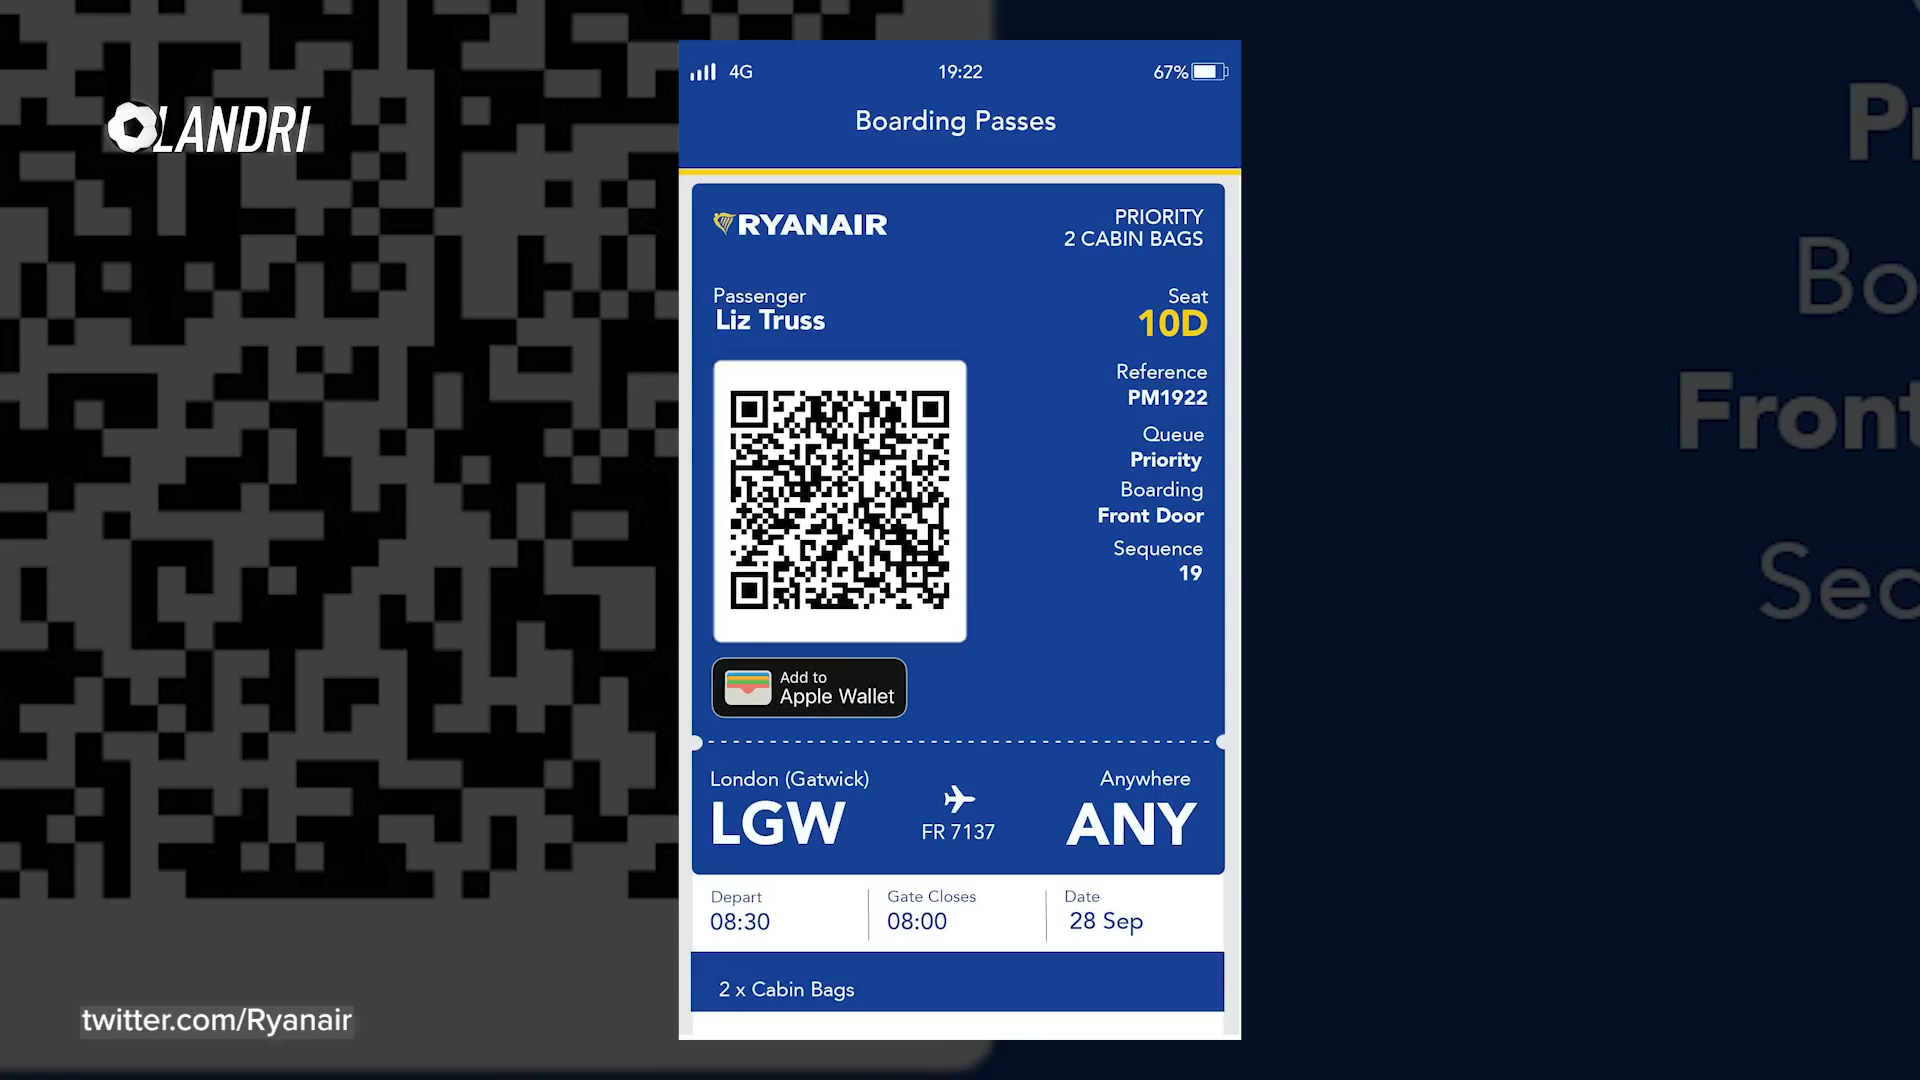 4G
19:22
67%
Boarding Passes
LANDRI
RYANAIR
PRIORITY
2 CABIN BAGS
Passenger
Liz Truss
Seat
10D
Reference
PM1922
Queue
Priority
Boarding
Front Door
Sequence
19
Add to
Apple Wallet
London (Gatwick)
LGW
FR 7137
Anywhere
ANY
Depart
08:30
Gate Closes
08:00
Date
28 Sep
2 x Cabin Bags
twitter.com/Ryanair
Bo
Front